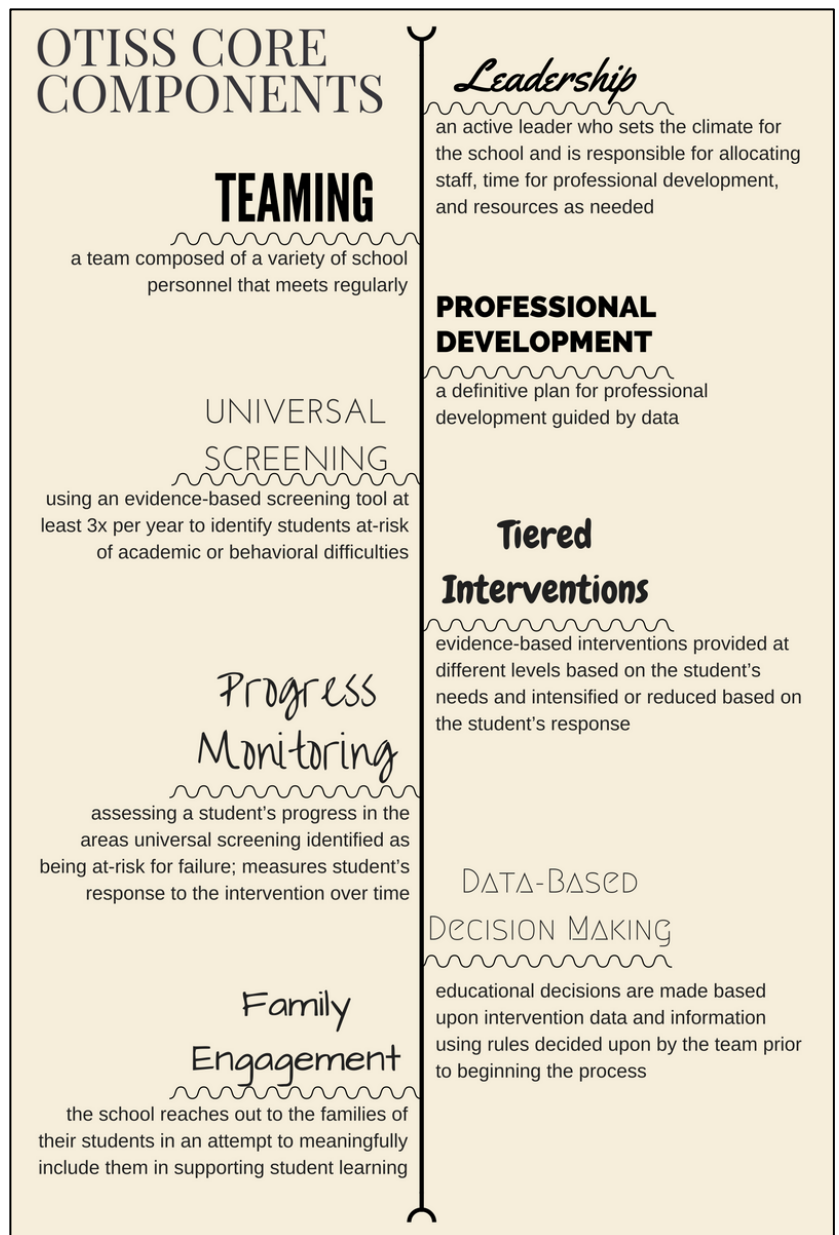 OTISS CORE
COMPONENTS
Leadership
an active leader who sets the climate for
the school and is responsible for allocating
staff, time for professional development,
and resources as needed
TEAMING
a team composed of a variety of school
personnel that meets regularly
PROFESSIONAL
DEVELOPMENT
a definitive plan for professional
development guided by data
UNIVERSAL
SCREENING
using an evidence-based screening tool at
least 3x per year to identify students at-risk
of academic or behavioral difficulties
Tiered
Interventions
evidence-based interventions provided at
different levels based on the student's
needs and intensified or reduced based on
the student's response
Progress
Monitoring
assessing a student's progress in the
areas universal screening identified as
being at-risk for failure; measures student's
response to the intervention over time
Data-Based
Decision Making
educational decisions are made based
upon intervention data and information
using rules decided upon by the team prior
to beginning the process
Family
Engagement
the school reaches out to the families of
their students in an attempt to meaningfully
include them in supporting student learning